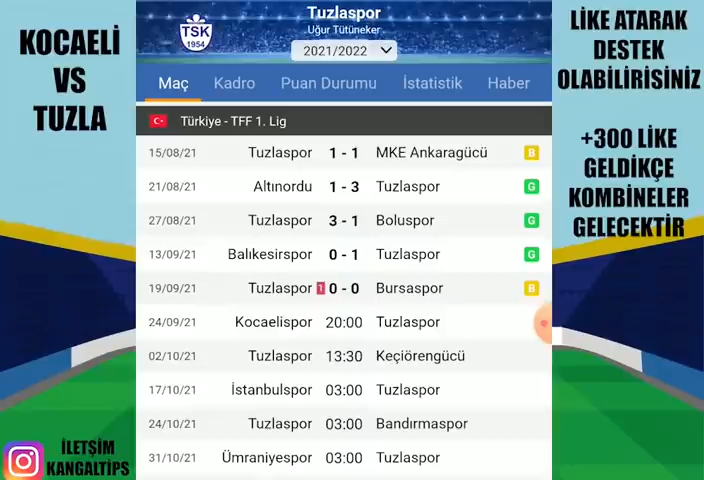 KOCAELİ
VS
TUZLA
TSK
1954
Tuzlaspor
Uğur Tütüneker
2021/2022
Maç Kadro Puan Durumu İstatistik Haber
Türkiye - TFF 1. Lig
15/08/21 Tuzlaspor 1 - 1 MKE Ankaragücü B
21/08/21 Altınordu 1 - 3 Tuzlaspor G
27/08/21 Tuzlaspor 3 - 1 Boluspor G
13/09/21 Balıkesirspor 0 - 1 Tuzlaspor G
19/09/21 Tuzlaspor 1 0 - 0 Bursaspor B
24/09/21 Kocaelispor 20:00 Tuzlaspor
02/10/21 Tuzlaspor 13:30 Keçiörengücü
17/10/21 İstanbulspor 03:00 Tuzlaspor
24/10/21 Tuzlaspor 03:00 Bandırmaspor
31/10/21 Ümraniyespor 03:00 Tuzlaspor
LİKE ATARAK
DESTEK
OLABİLİRİSİNİZ
+300 LİKE
GELDİKÇE
KOMBİNELER
GELECEKTİR
İLETŞİM
KANGALTİPS